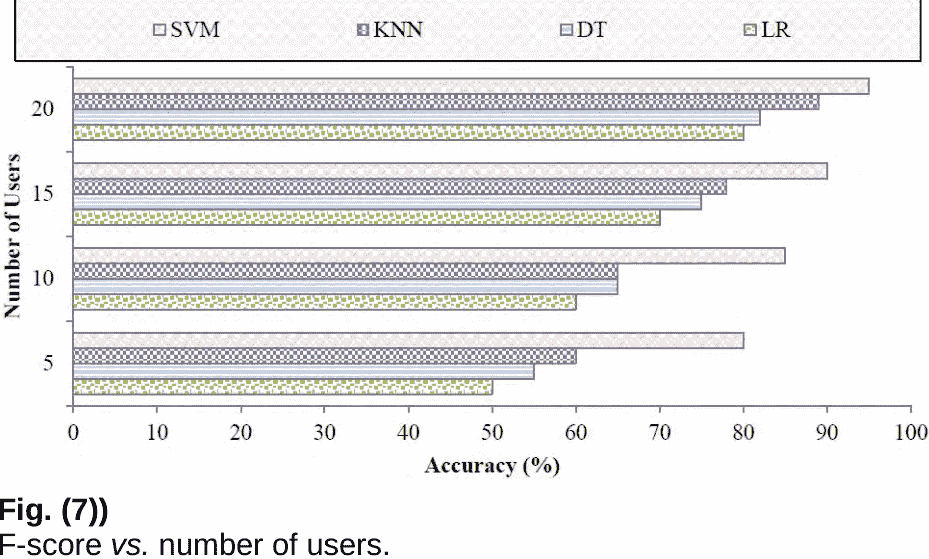 SVM KNN DT LR
20
15
10
5
Number of Users
0 10 20 30 40 50 60 70 80 90 100
Accuracy (%)
Fig. (7))
F-score vs. number of users.